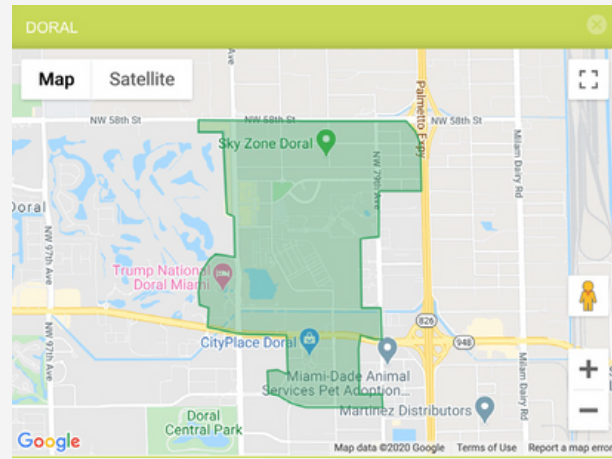 DORAL
Map
Satellite
NW 58th St
NW 58th St
Sky Zone Doral
Palmetto Expy
NW 79th Ave
Milam Dairy Rd
Doral
NW 97th Ave
Trump National
Doral Miami
826
948
CityPlace Doral
Miami-Dade Animal
Services Pet Adoption...
Martinez Distributors
NW 97th Ave
Doral
Central Park
Milam Dairy Rd
Google
Map data ©2020 Google
Terms of Use
Report a map error